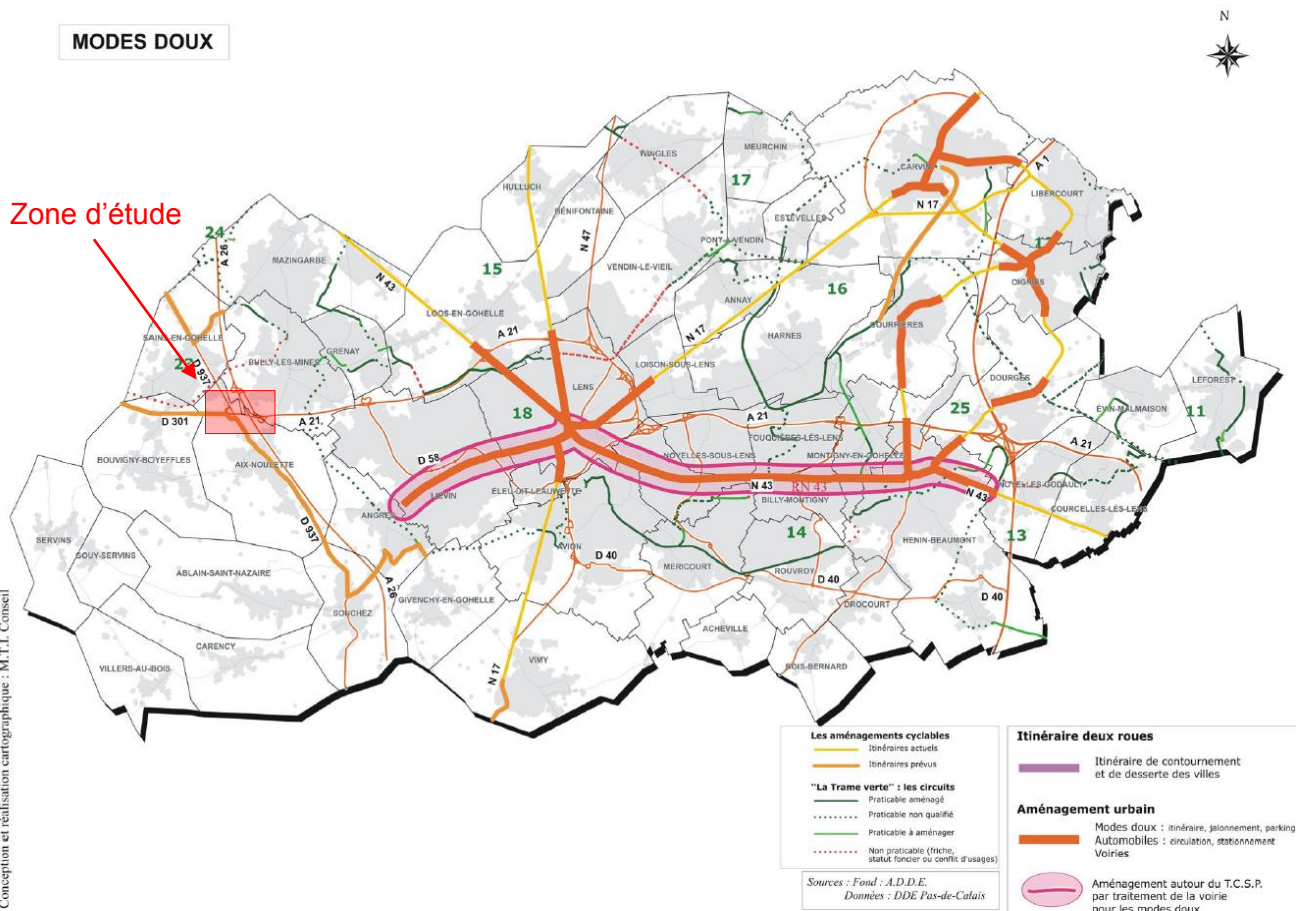 MODES DOUX
N
Zone d'étude
WINGLES
MEURCHIN
17
CARVIN
A 1
LIBERCOURT
HULLUCH
BÉNIFONTAINE
ESTEVELLES
N 17
24
A 26
MAZINGARBE
N 47
PONT-A-VENDIN
N 43
15
VENDIN-LE-VIEIL
16
OIGNIES
ANNAY
LOOS-EN-GOHELLE
N 17
HARNES
COURRIERES
SAINS-EN-GOHELLE
A 21
GRENAY
BULLY-LES-MINES
D 937
LOISON-SOUS-LENS
DOURGES
LENS
LEFOREST
EVIN-MALMAISON
11
D 301
A 21
18
A 21
25
BOUVIGNY-BOYEFFLES
AIX-NOULETTE
FOUQUIÈRES-LÈS-LENS
A 21
D 58
NOYELLES-SOUS-LENS
MONTIGNY-EN-GOHELLE
LIEVIN
ELEU-DIT-LEAUWETTE
N 43
RN 43
NOYELLES-GODAULT
N 43
BILLY-MONTIGNY
ANGRES
COURCELLES-LÈS-LENS
D 937
14
13
SERVINS
HENIN-BEAUMONT
GOUY-SERVINS
AVION
D 40
ABLAIN-SAINT-NAZAIRE
MÉRICOURT
ROUVROY
D 40
A 26
GIVENCHY-EN-GOHELLE
D 40
SOUCHEZ
DROCOURT
ACHEVILLE
CARENCY
VIMY
BOIS-BERNARD
VILLERS-AU-BOIS
N 17
Conception et réalisation cartographique : M.T.I. Conseil
Les aménagements cyclables
Itinéraires actuels
Itinéraires prévus
"La Trame verte" : les circuits
Praticable aménagé
Praticable non qualifié
Praticable à aménager
Non praticable (friche,
statut foncier ou conflit d'usages)
Sources : Fond : A.D.D.E.
Données : DDE Pas-de-Calais
Itinéraire deux roues
Itinéraire de contournement
et de desserte des villes
Aménagement urbain
Modes doux : itinéraire, jalonnement, parking
Automobiles : circulation, stationnement
Voiries
Aménagement autour du T.C.S.P.
par traitement de la voirie
pour les modes doux